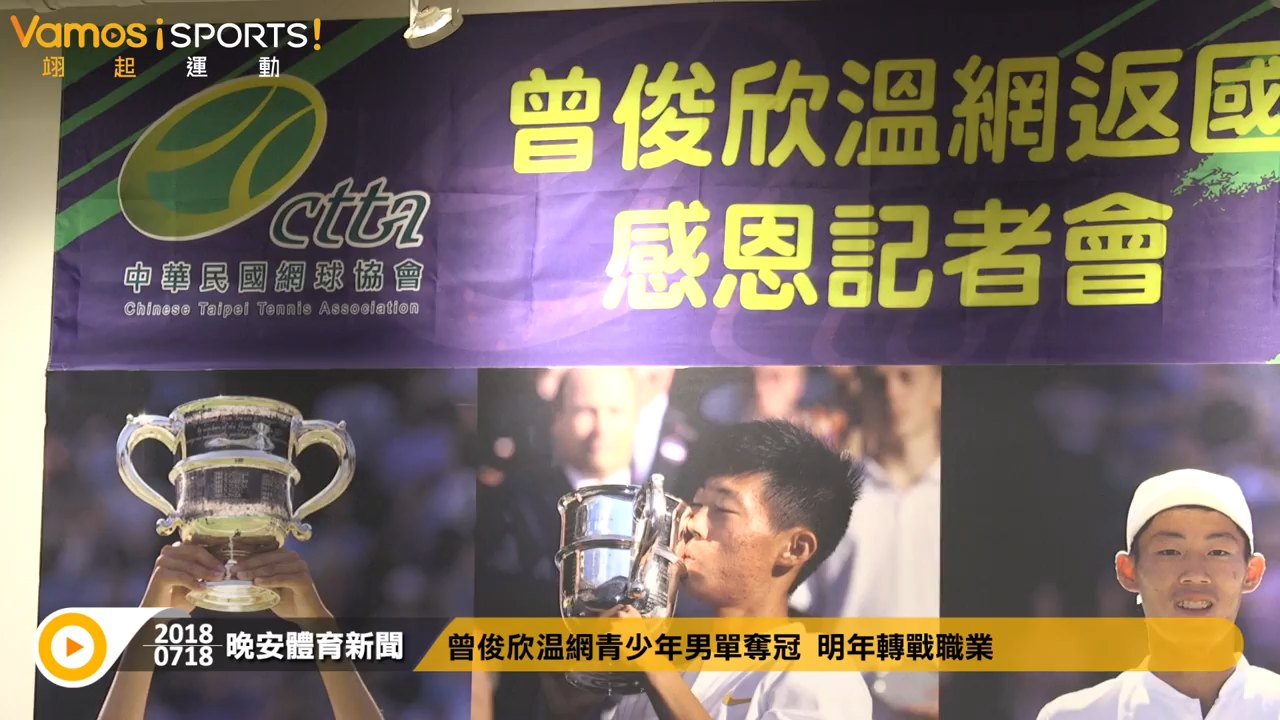 Vamos iSPORTS!
翊起運動
曾俊欣溫網返國
感恩記者會
ctta
中華民國網球協會
Chinese Taipei Tennis Association
2018
0718
晚安體育新聞
曾俊欣溫網青少年男單奪冠 明年轉戰職業